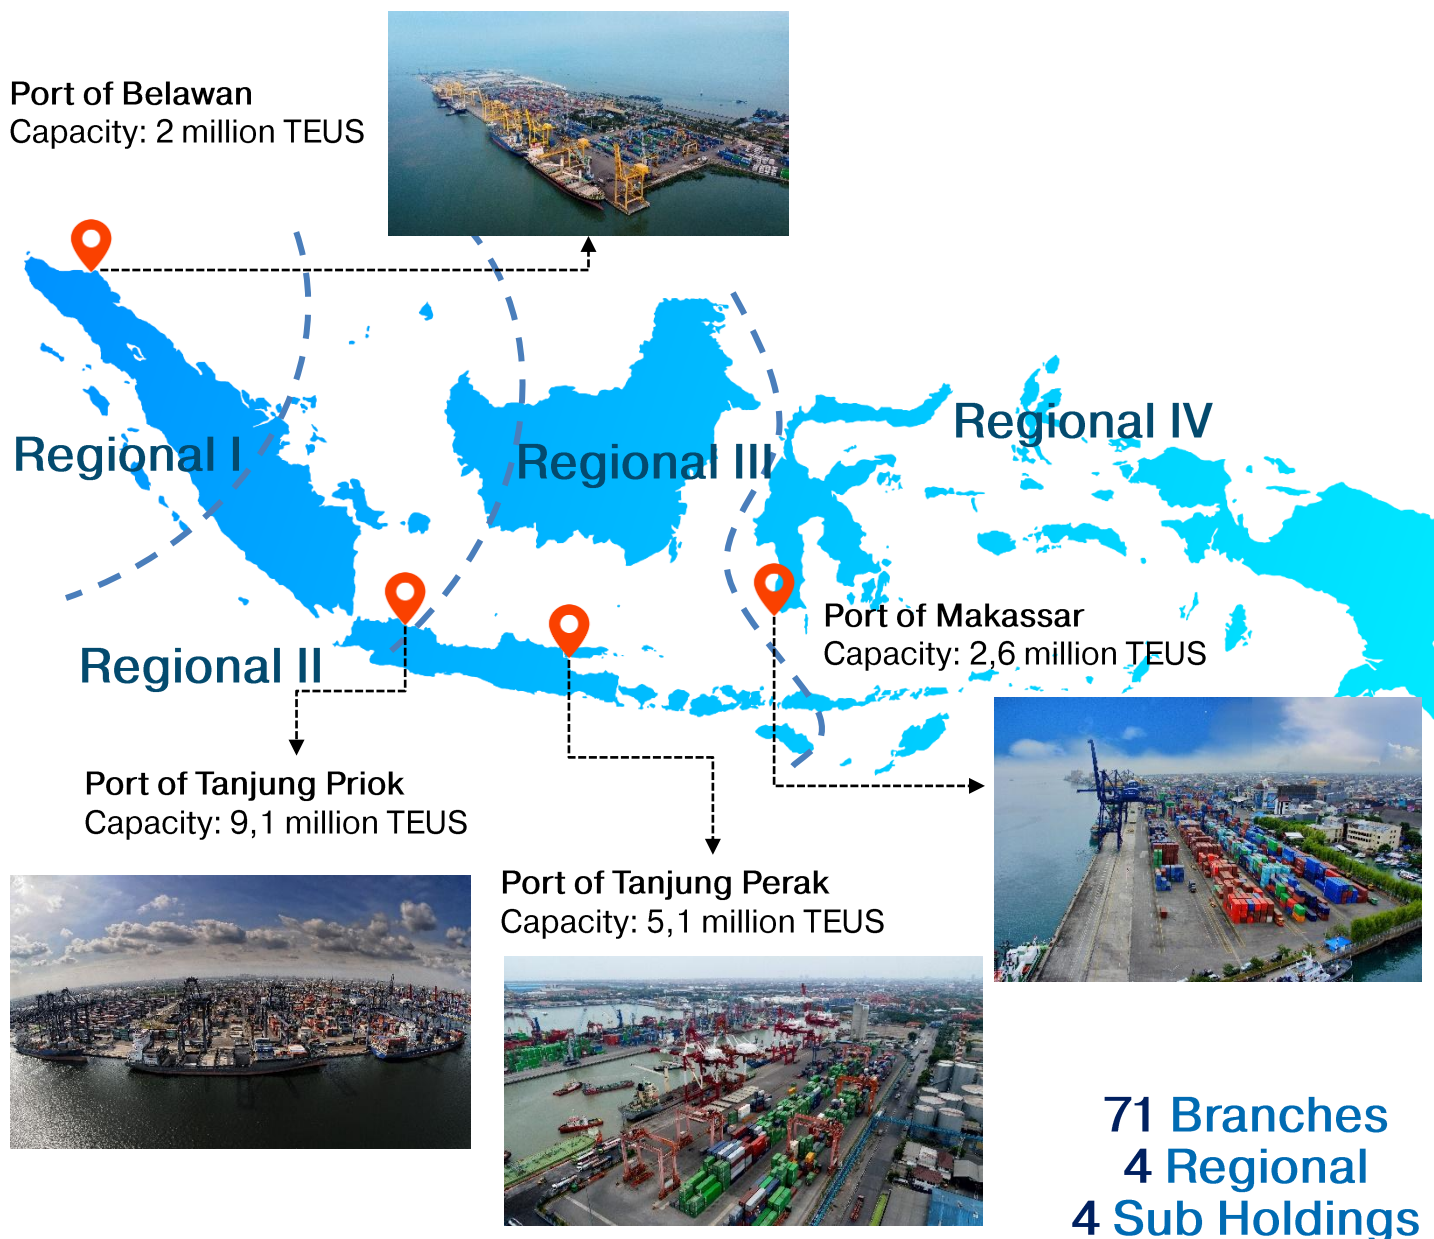 Port of Belawan
Capacity: 2 million TEUS
Regional I
Regional II
Regional III
Regional IV
Port of Makassar
Capacity: 2,6 million TEUS
Port of Tanjung Priok
Capacity: 9,1 million TEUS
Port of Tanjung Perak
Capacity: 5,1 million TEUS
71 Branches
4 Regional
4 Sub Holdings